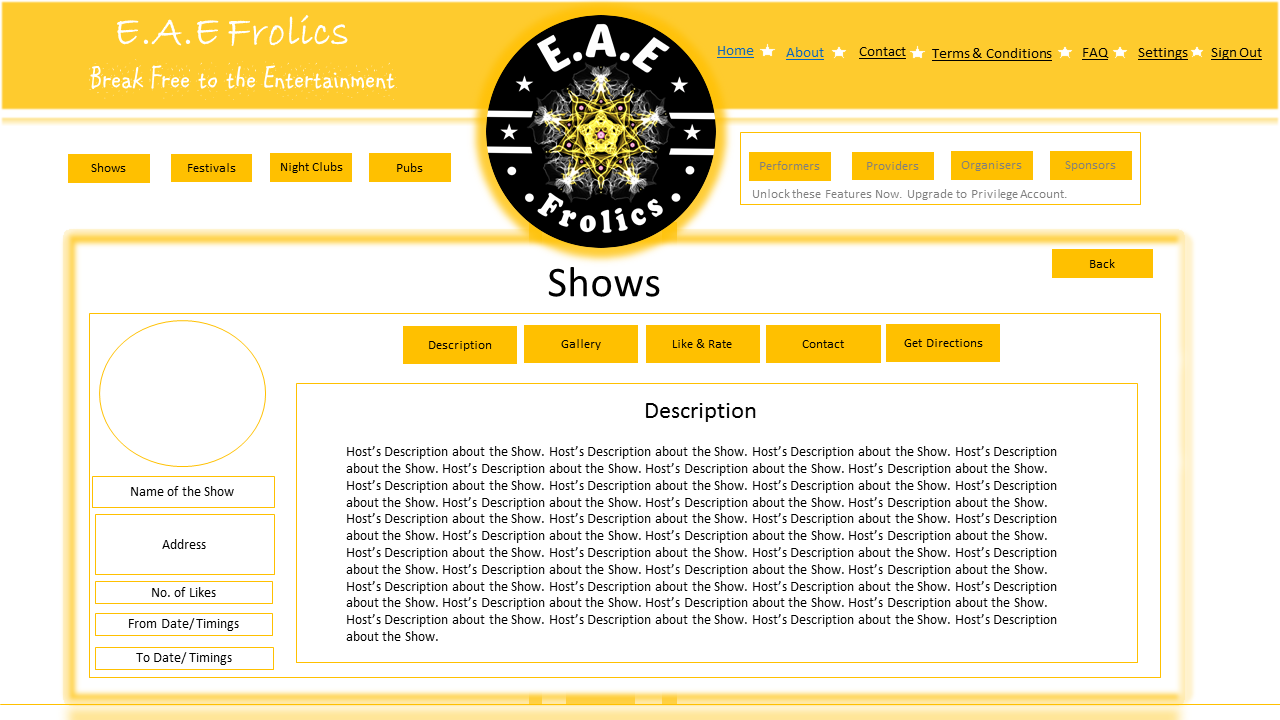 E.A.E Frolics
Break Free to the Entertainment
E.A.E
Frolics
Home
About
Contact
Terms & Conditions
FAQ
Settings
Sign Out
Shows
Festivals
Night Clubs
Pubs
Performers
Providers
Organisers
Sponsors
Unlock these Features Now. Upgrade to Privilege Account.
Back
Shows
Description
Gallery
Like & Rate
Contact
Get Directions
Name of the Show
Address
No. of Likes
From Date/Timings
To Date/ Timings
Description
Host’s Description about the Show. Host’s Description about the Show. Host’s Description about the Show. Host’s Description
about the Show. Host’s Description about the Show. Host’s Description about the Show. Host’s Description about the Show.
Host’s Description about the Show. Host’s Description about the Show. Host’s Description about the Show. Host’s Description
about the Show. Host’s Description about the Show. Host’s Description about the Show. Host’s Description about the Show.
Host’s Description about the Show. Host’s Description about the Show. Host’s Description about the Show. Host’s Description
about the Show. Host’s Description about the Show. Host’s Description about the Show. Host’s Description about the Show.
Host’s Description about the Show. Host’s Description about the Show. Host’s Description about the Show. Host’s Description
about the Show. Host’s Description about the Show. Host’s Description about the Show. Host’s Description about the Show.
Host’s Description about the Show. Host’s Description about the Show. Host’s Description about the Show. Host’s Description
about the Show. Host’s Description about the Show. Host’s Description about the Show. Host’s Description about the Show.
Host’s Description about the Show. Host’s Description about the Show. Host’s Description about the Show. Host’s Description
about the Show.